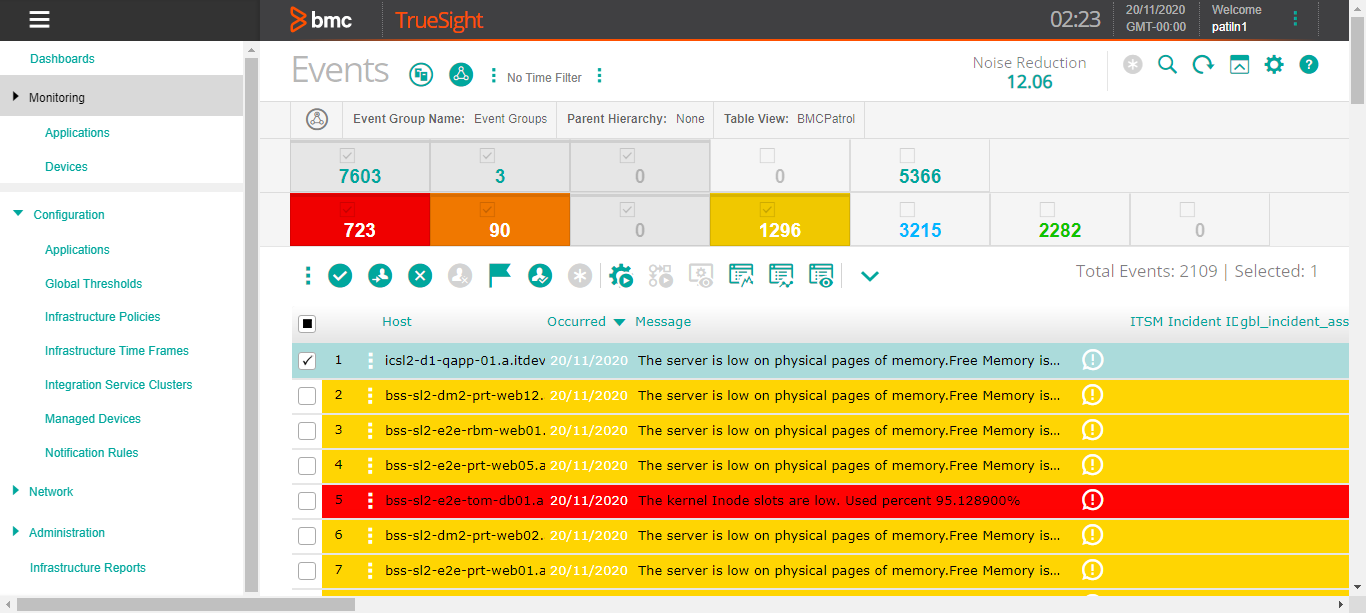 bmc TrueSight
02:23
20/11/2020
GMT-00:00
Welcome
patiln1
Dashboards
Monitoring
Applications
Devices
Configuration
Applications
Global Thresholds
Infrastructure Policies
Infrastructure Time Frames
Integration Service Clusters
Managed Devices
Notification Rules
Network
Administration
Infrastructure Reports
Events
No Time Filter
Noise Reduction
12.06
Event Group Name: Event Groups Parent Hierarchy: None Table View: BMCPatrol
7603 3 0 0 5366
723 90 0 1296 3215 2282 0
Total Events: 2109 | Selected: 1
Host Occurred Message ITSM Incident ID gbl_incident_ass
1 icsl2-d1-qapp-01.a.itdev 20/11/2020 The server is low on physical pages of memory.Free Memory is...
2 bss-sl2-dm2-prt-web12. 20/11/2020 The server is low on physical pages of memory.Free Memory is...
3 bss-sl2-e2e-rbm-web01. 20/11/2020 The server is low on physical pages of memory.Free Memory is...
4 bss-sl2-e2e-prt-web05.a 20/11/2020 The server is low on physical pages of memory.Free Memory is...
5 bss-sl2-e2e-tom-db01.a 20/11/2020 The kernel Inode slots are low. Used percent 95.128900%
6 bss-sl2-dm2-prt-web02. 20/11/2020 The server is low on physical pages of memory.Free Memory is...
7 bss-sl2-e2e-prt-web01.a 20/11/2020 The server is low on physical pages of memory.Free Memory is...